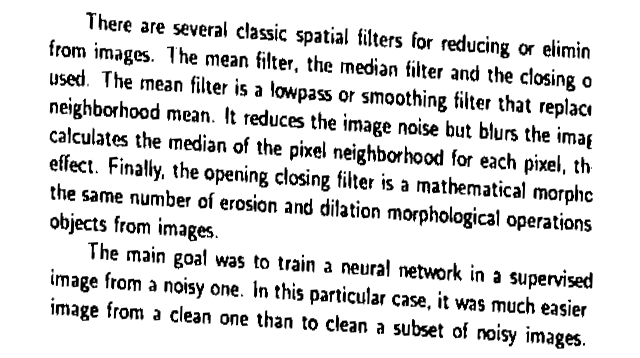 There are several classic spatial filters for reducing or elimin
from images. The mean filter, the median filter and the closing o
used. The mean filter is a lowpass or smoothing filter that replac
neighborhood mean. It reduces the image noise but blurs the imag
calculates the median of the pixel neighborhood for each pixel, th
effect. Finally, the opening closing filter is a mathematical morpho
the same number of erosion and dilation morphological operations
objects from images.
The main goal was to train a neural network in a supervised
image from a noisy one. In this particular case, it was much easier
image from a clean one than to clean a subset of noisy images.